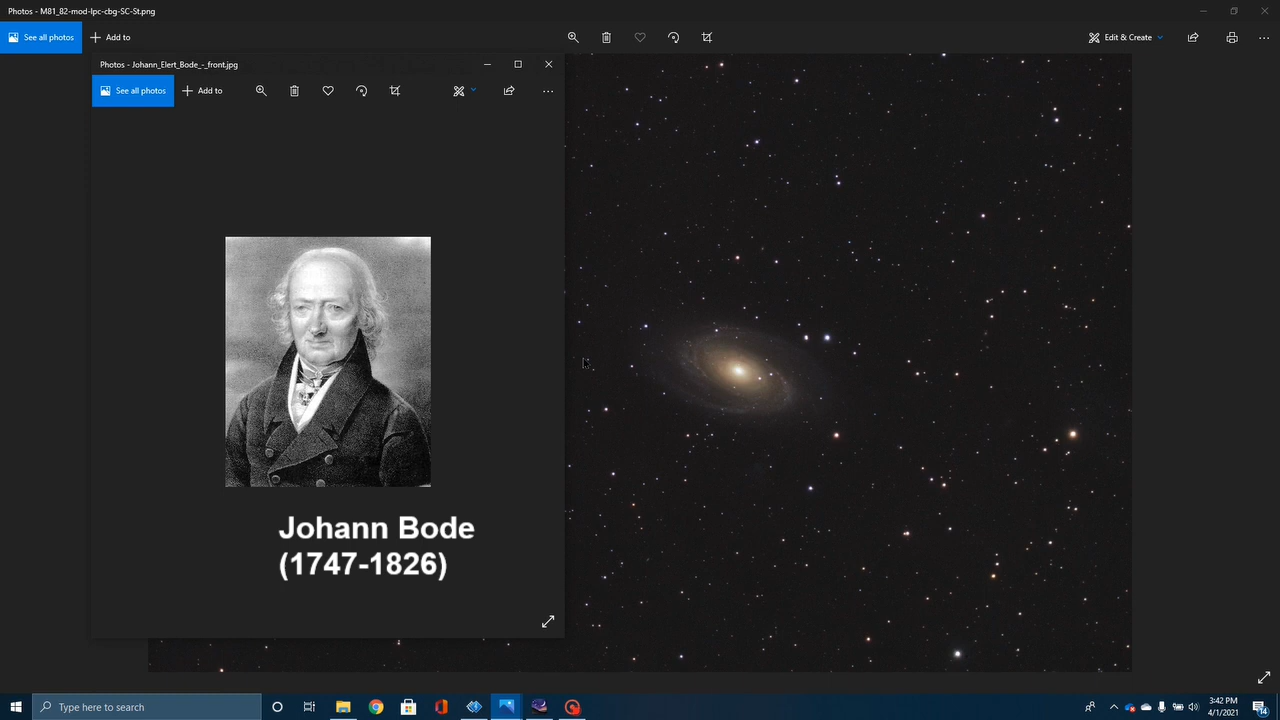 Photos - M81_82-mod-lpc-cbg-SC-St.png
See all photos
Add to
Edit & Create
Photos - Johann_Elert_Bode_-_front.jpg
See all photos
Add to
Johann Bode
(1747-1826)
Type here to search
3:42 PM
4/1/2021